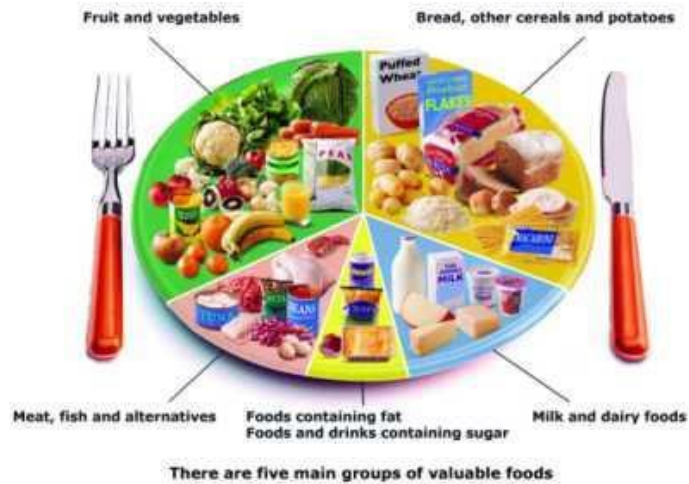 Fruit and vegetables
Bread, other cereals and potatoes
Puffed
Wheat
FLAKES
PEAS
MILK
TUNA
BEANS
Meat, fish and alternatives
Foods containing fat
Foods and drinks containing sugar
Milk and dairy foods
There are five main groups of valuable foods